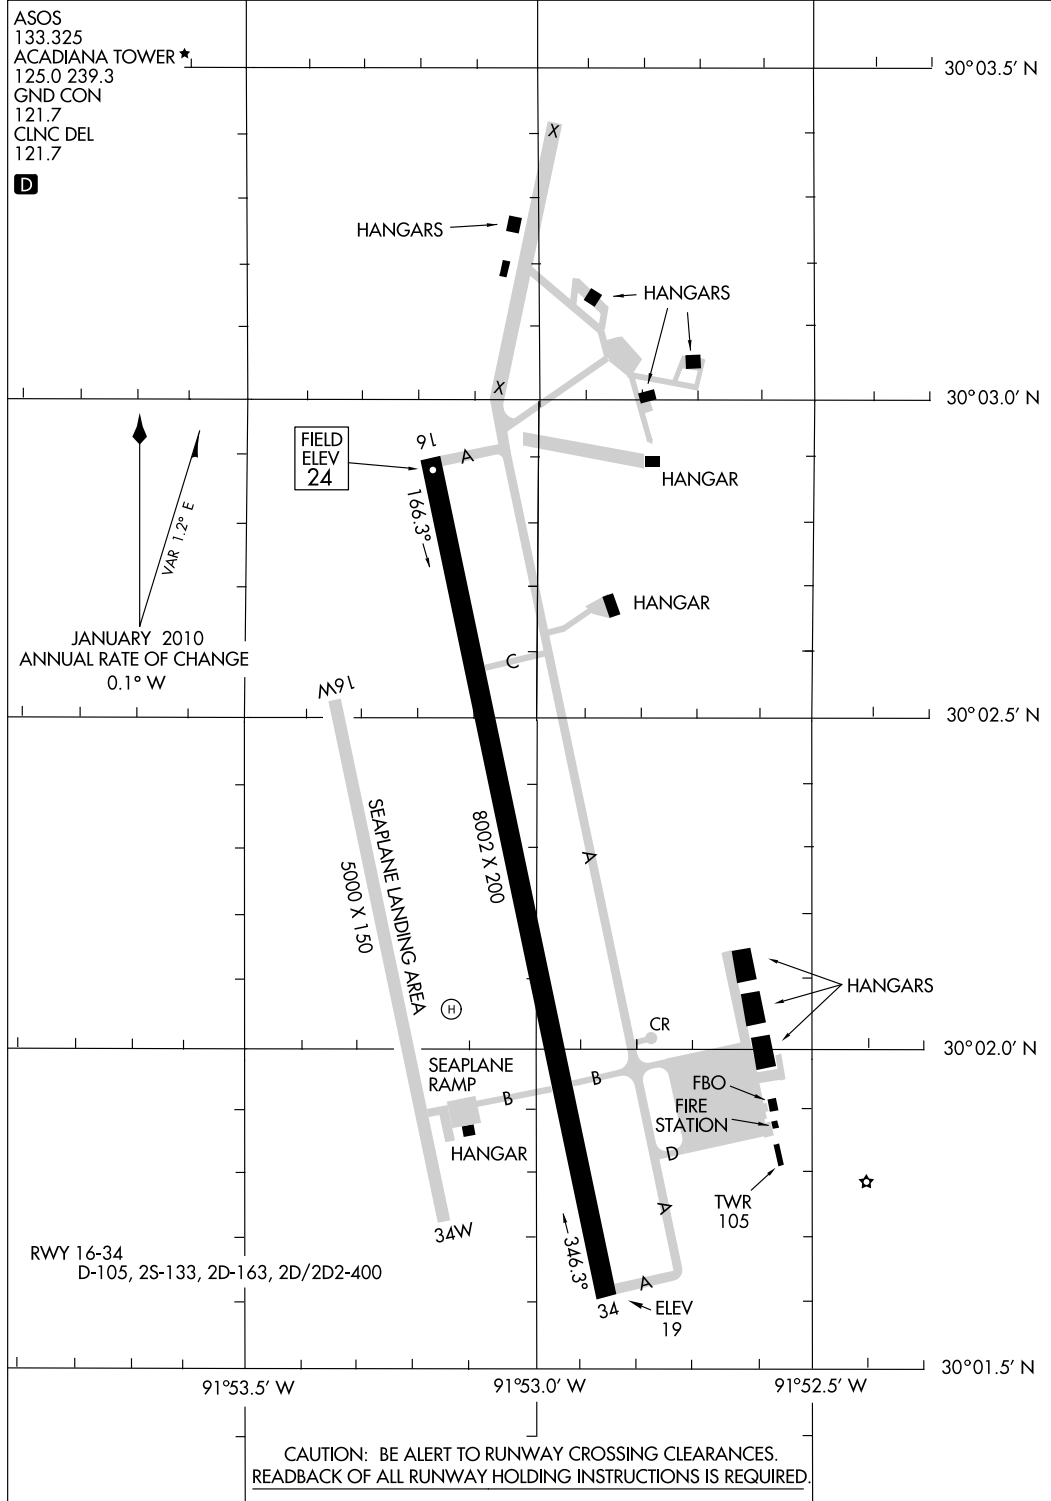 ASOS
133.325
ACADIANA TOWER ★
125.0 239.3
GND CON
121.7
CLNC DEL
121.7
D
30°03.5' N
X
HANGARS
HANGARS
X
30°03.0' N
16
A
FIELD
ELEV
24
HANGAR
166.3°
VAR 1.2° E
HANGAR
JANUARY 2010
ANNUAL RATE OF CHANGE
0.1° W
C
16W
30°02.5' N
SEAPLANE LANDING AREA
5000 X 150
8002 X 200
A
HANGARS
H
CR
30°02.0' N
SEAPLANE
RAMP
B
B
FBO
FIRE
STATION
HANGAR
D
TWR
105
A
34W
346.3°
RWY 16-34
D-105, 2S-133, 2D-163, 2D/2D2-400
A
34
ELEV
19
30°01.5' N
91°53.5' W
91°53.0' W
91°52.5' W
CAUTION: BE ALERT TO RUNWAY CROSSING CLEARANCES.
READBACK OF ALL RUNWAY HOLDING INSTRUCTIONS IS REQUIRED.